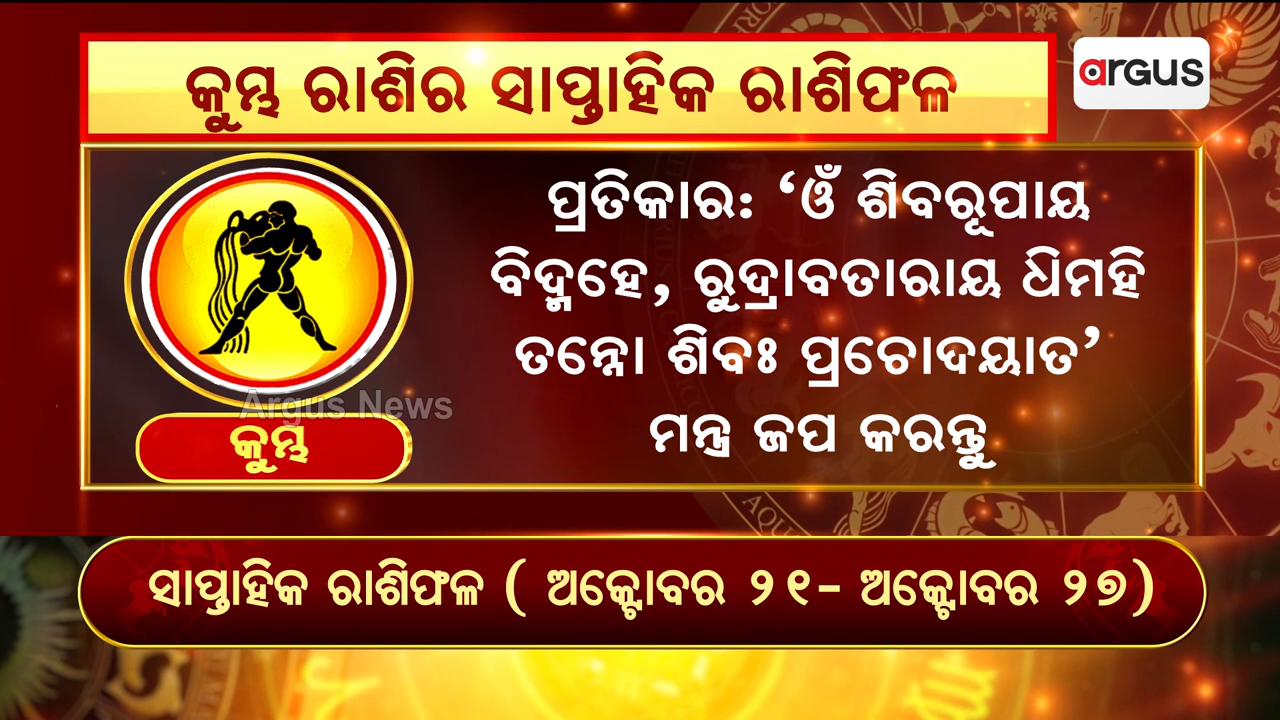 କୁମ୍ଭ ରାଶିର ସାପ୍ତାହିକ ରାଶିଫଳ
argus
ପ୍ରତିକାର: ‘ଓଁ ଶିବରୂପାୟ
ବିଦ୍ମହେ, ରୁଦ୍ରାବତାରାୟ ଧିମହି
ତନ୍ନୋ ଶିବଃ ପ୍ରଚୋଦୟାତ’
ମନ୍ତ୍ର ଜପ କରନ୍ତୁ
Argus News
କୁମ୍ଭ
ସାପ୍ତାହିକ ରାଶିଫଳ ( ଅକ୍ଟୋବର ୨୧- ଅକ୍ଟୋବର ୨୭)